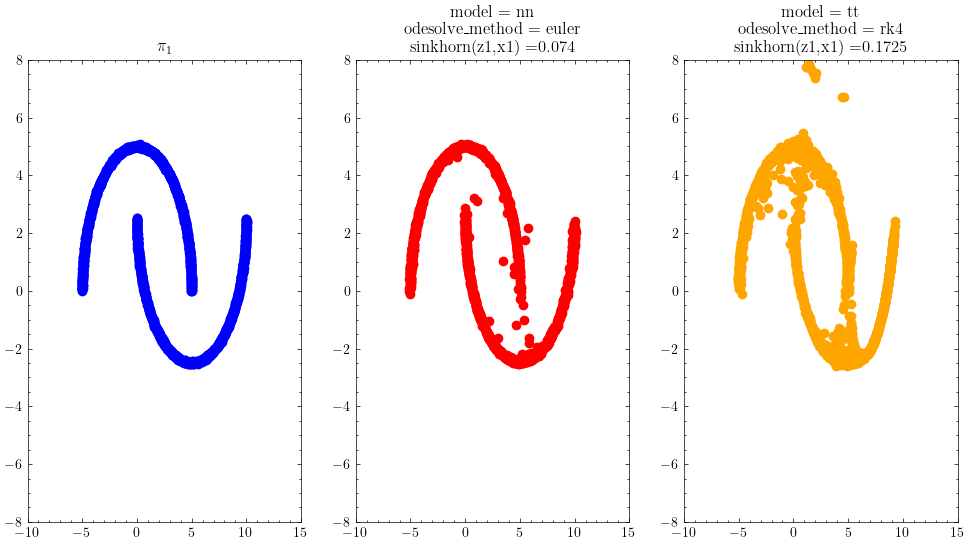 π₁
model = nn
odesolve_method = euler
sinkhorn(z1,x1) =0.074
model = tt
odesolve_method = rk4
sinkhorn(z1,x1) =0.1725
8
6
4
2
0
−2
−4
−6
−8
−10 −5 0 5 10 15
8
6
4
2
0
−2
−4
−6
−8
−10 −5 0 5 10 15
8
6
4
2
0
−2
−4
−6
−8
−10 −5 0 5 10 15